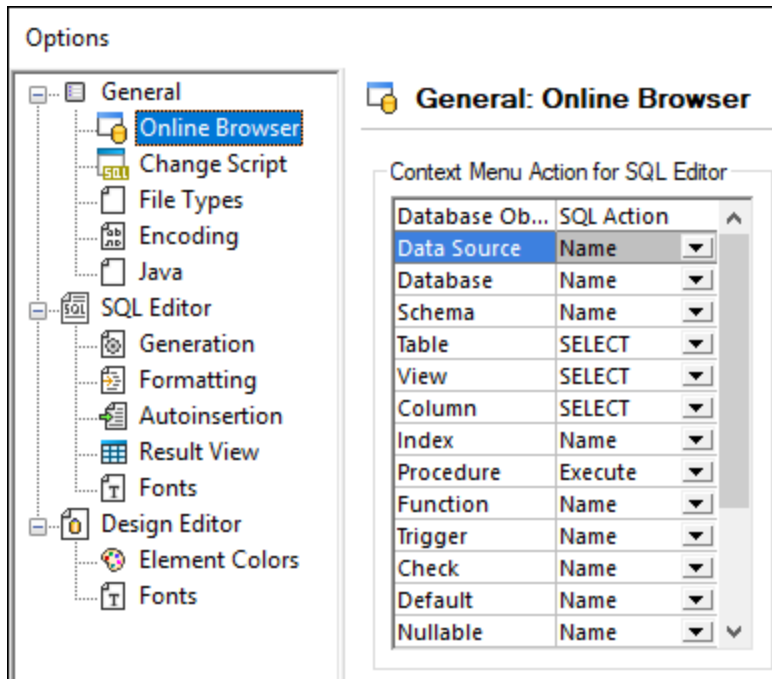 Options
General
Online Browser
Change Script
File Types
Encoding
Java
SQL Editor
Generation
Formatting
Autoinsertion
Result View
Fonts
Design Editor
Element Colors
Fonts
General: Online Browser
Context Menu Action for SQL Editor
Database Ob... SQL Action
Data Source Name
Database Name
Schema Name
Table SELECT
View SELECT
Column SELECT
Index Name
Procedure Execute
Function Name
Trigger Name
Check Name
Default Name
Nullable Name